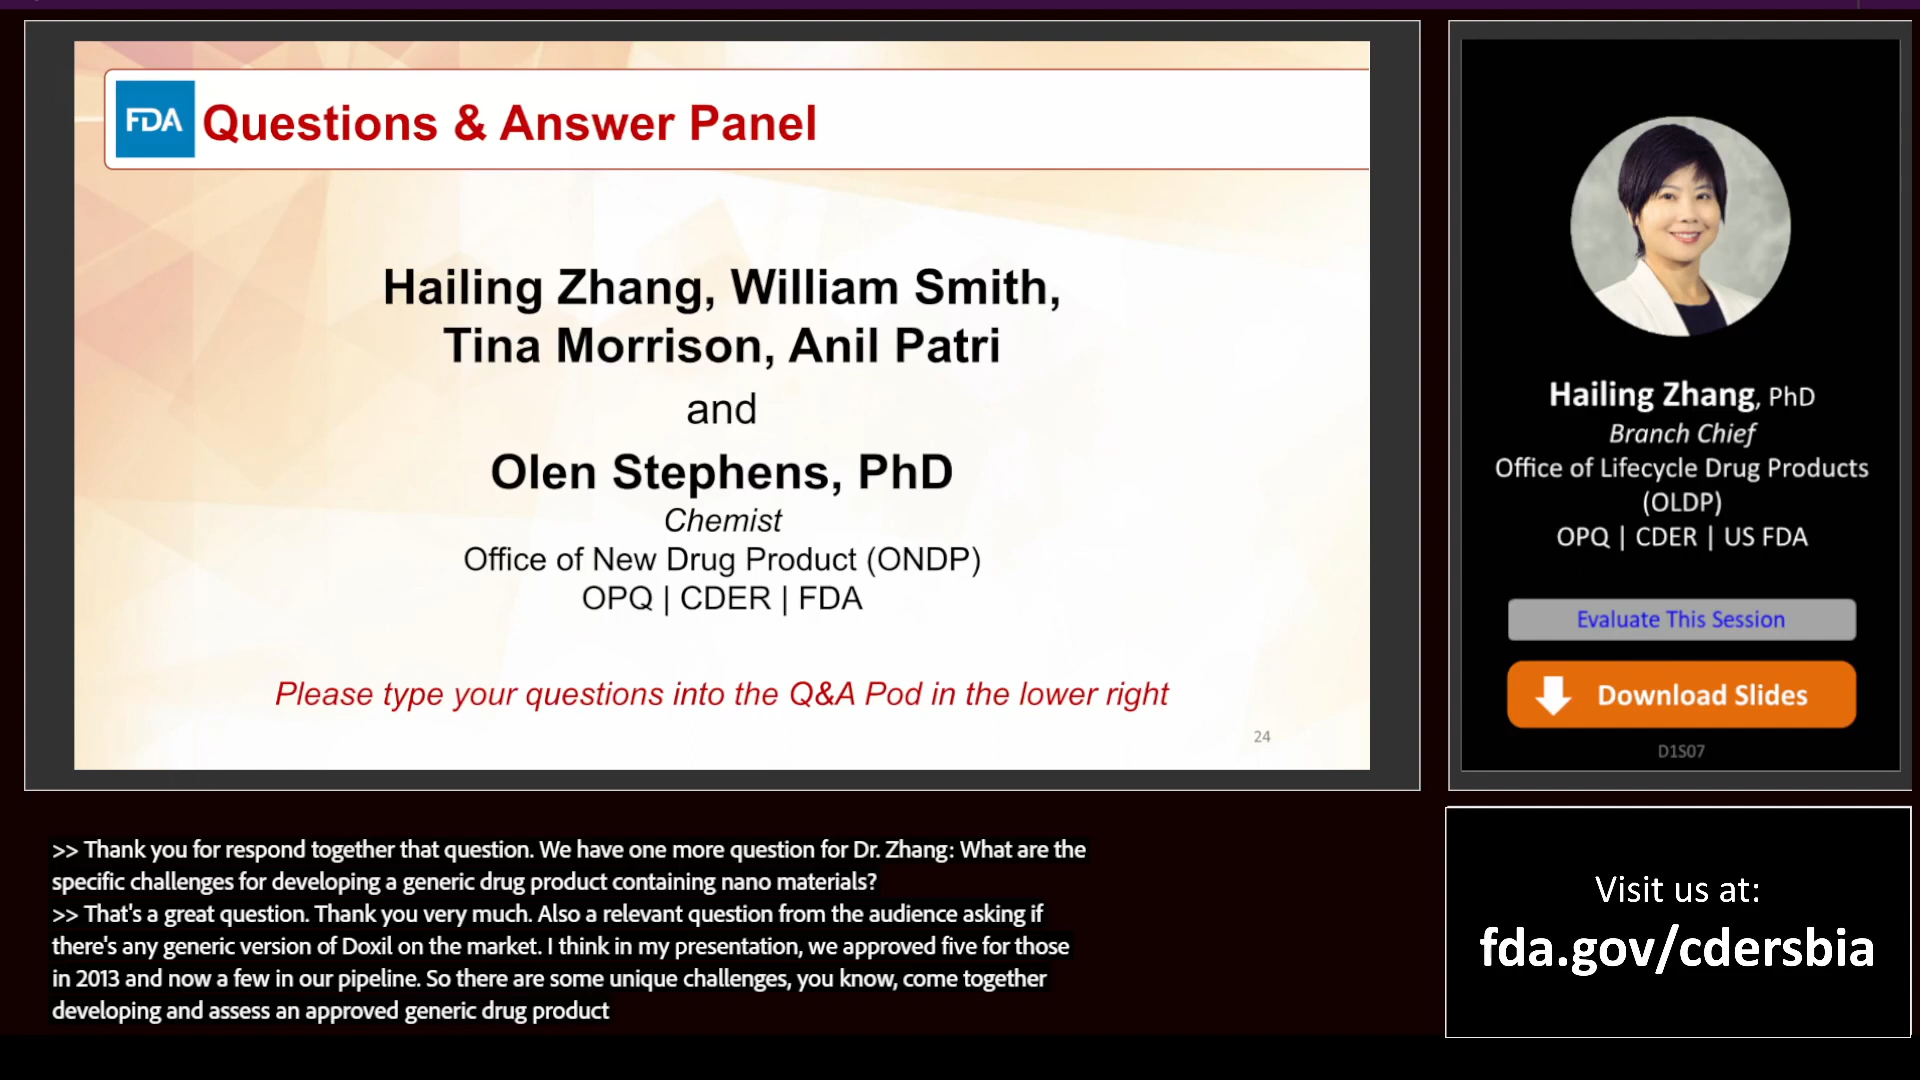 FDA
Questions & Answer Panel
Hailing Zhang, William Smith,
Tina Morrison, Anil Patri
and
Olen Stephens, PhD
Chemist
Office of New Drug Product (ONDP)
OPQ | CDER | FDA
Please type your questions into the Q&A Pod in the lower right
24
Hailing Zhang, PhD
Branch Chief
Office of Lifecycle Drug Products
(OLDP)
OPQ | CDER | US FDA
Evaluate This Session
Download Slides
D1S07
>> Thank you for respond together that question. We have one more question for Dr. Zhang: What are the
specific challenges for developing a generic drug product containing nano materials?
>> That's a great question. Thank you very much. Also a relevant question from the audience asking if
there's any generic version of Doxil on the market. I think in my presentation, we approved five for those
in 2013 and now a few in our pipeline. So there are some unique challenges, you know, come together
developing and assess an approved generic drug product
Visit us at:
fda.gov/cdersbia